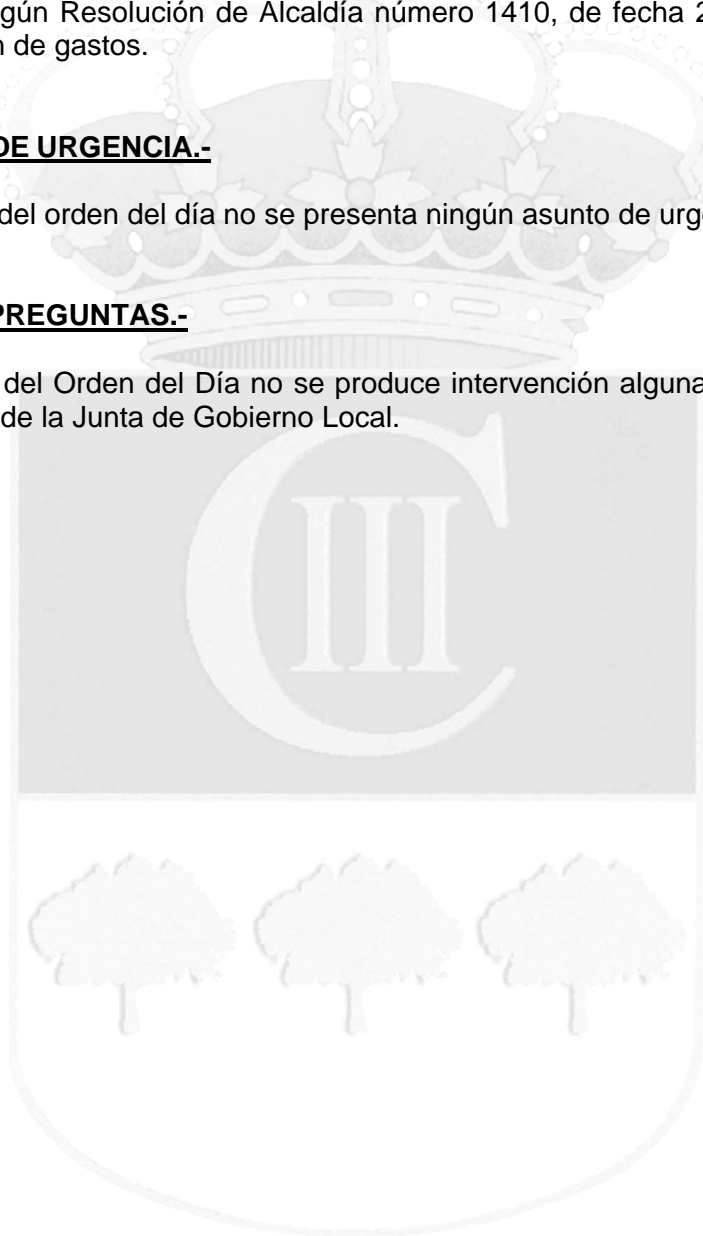 gún Resolución de Alcaldía número 1410, de fecha 2
n de gastos.
DE URGENCIA.-
del orden del día no se presenta ningún asunto de urg
PREGUNTAS.-
del Orden del Día no se produce intervención alguna
de la Junta de Gobierno Local.
CIII